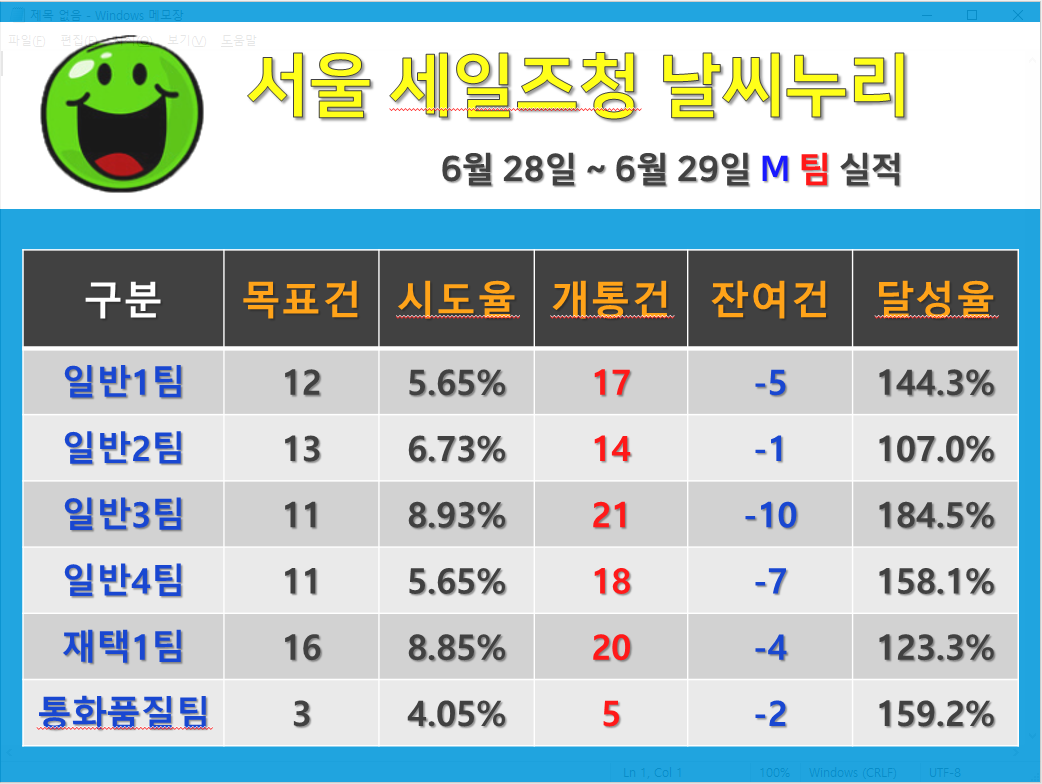 제목 없음 - Windows 메모장
파일(F) 편집(E) 보기(V) 도움말
서울 세일즈청 날씨누리
6월 28일 ~ 6월 29일 M 팀 실적
구분 목표건 시도율 개통건 잔여건 달성율
일반1팀 12 5.65% 17 -5 144.3%
일반2팀 13 6.73% 14 -1 107.0%
일반3팀 11 8.93% 21 -10 184.5%
일반4팀 11 5.65% 18 -7 158.1%
재택1팀 16 8.85% 20 -4 123.3%
통화품질팀 3 4.05% 5 -2 159.2%
Ln 1, Col 1 100% Windows (CRLF) UTF-8